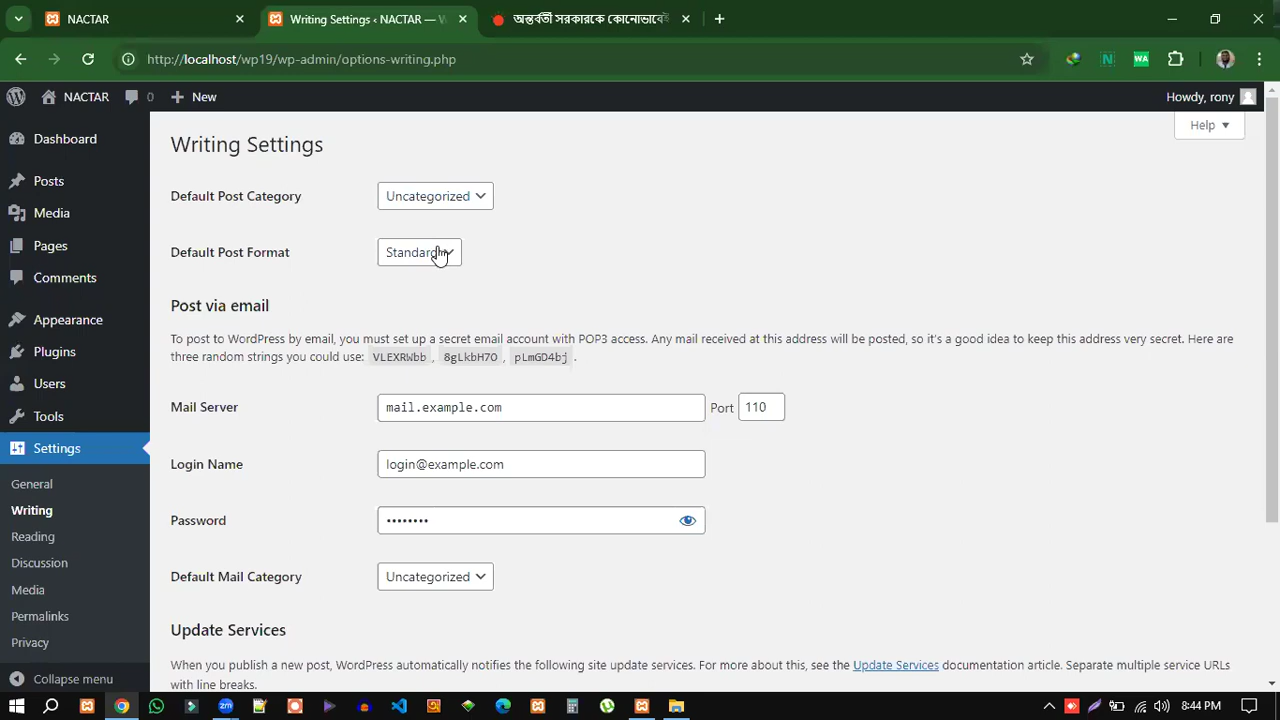 NACTAR
Writing Settings ‹ NACTAR — W
অন্তর্বর্তী সরকারকে কোনোভাবেই
http://localhost/wp19/wp-admin/options-writing.php
NACTAR 0 New Howdy, rony
Help
Dashboard
Posts
Media
Pages
Comments
Appearance
Plugins
Users
Tools
Settings
General
Writing
Reading
Discussion
Media
Permalinks
Privacy
Collapse menu
Writing Settings
Default Post Category Uncategorized
Default Post Format Standard
Post via email
To post to WordPress by email, you must set up a secret email account with POP3 access. Any mail received at this address will be posted, so it's a good idea to keep this address very secret. Here are
three random strings you could use: VLEXRWbb , 8gLkbH7O , pLmGD4bj .
Mail Server mail.example.com Port 110
Login Name login@example.com
Password ••••••••
Default Mail Category Uncategorized
Update Services
When you publish a new post, WordPress automatically notifies the following site update services. For more about this, see the Update Services documentation article. Separate multiple service URLs
with line breaks.
8:44 PM